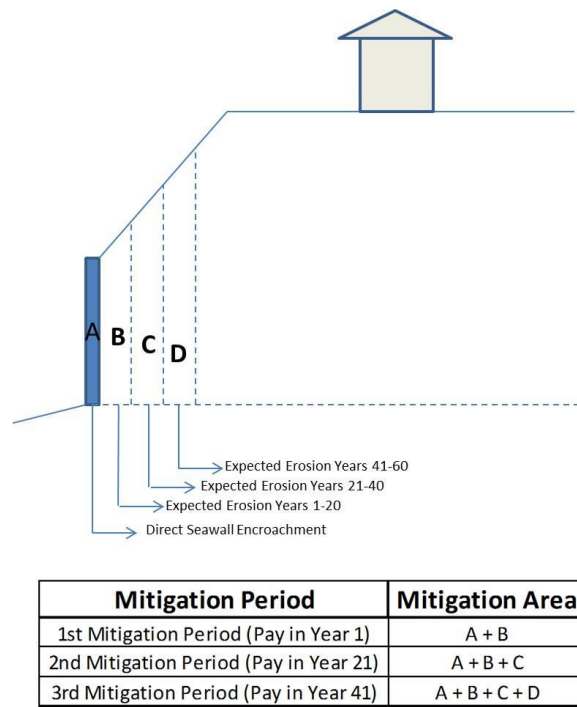 A
B
C
D
Expected Erosion Years 41-60
Expected Erosion Years 21-40
Expected Erosion Years 1-20
Direct Seawall Encroachment
Mitigation Period Mitigation Area
1st Mitigation Period (Pay in Year 1) A + B
2nd Mitigation Period (Pay in Year 21) A + B + C
3rd Mitigation Period (Pay in Year 41) A + B + C + D